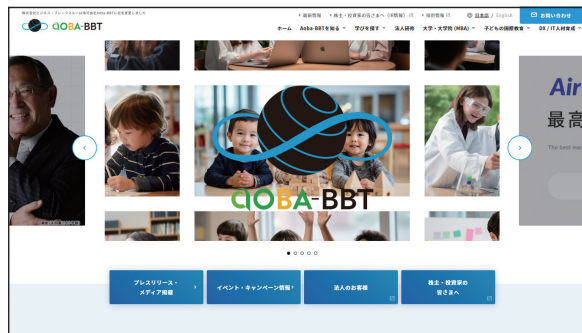 株式会社ビジネス・ブレークスルーは株式会社Aoba-BBTに社名変更しました
AOBA-BBT
最新情報
株主・投資家の皆さまへ（IR情報）
採用情報
日本語 / English
お問い合わせ
ホーム
Aoba-BBTを知る
学びを探す
法人研修
大学・大学院 (MBA)
子どもの国際教育
DX / IT人材育成
Air
最高
The best lea
AOBA-BBT
プレスリリース・
メディア掲載
イベント・キャンペーン情報
法人のお客様
株主・投資家の
皆さまへ